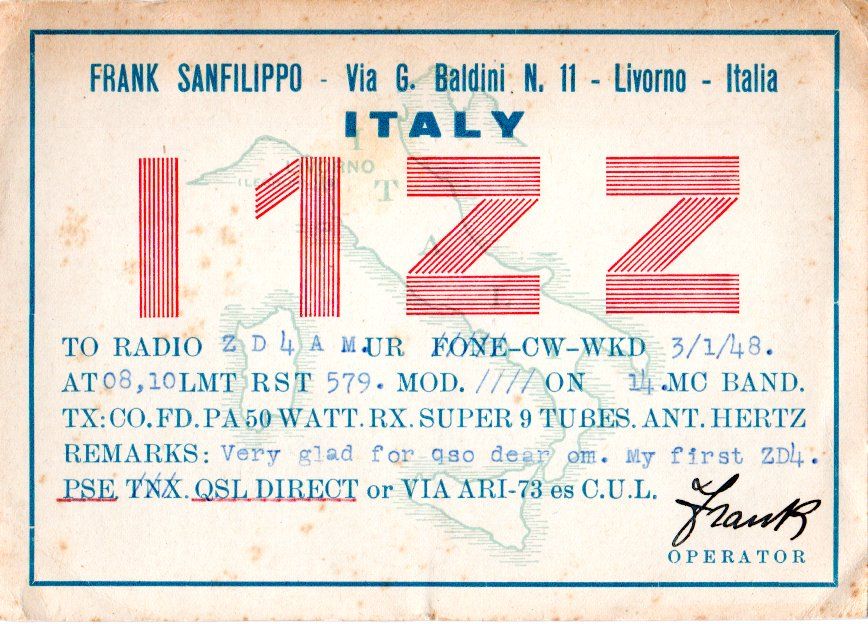 FRANK SANFILIPPO - Via G. Baldini N. 11 - Livorno - Italia
ITALY
I
LIVORNO
T
A
L
I1ZZ
TO RADIO ZD4AM. UR FONE-CW-WKD 3/1/48.
AT 08,10 LMT RST 579. MOD. //// ON 14. MC BAND.
TX: CO. FD. PA 50 WATT. RX. SUPER 9 TUBES. ANT. HERTZ
REMARKS: Very glad for qso dear om. My first ZD4.
PSE TNX. QSL DIRECT or VIA ARI-73 es C.U.L.
Frank
OPERATOR